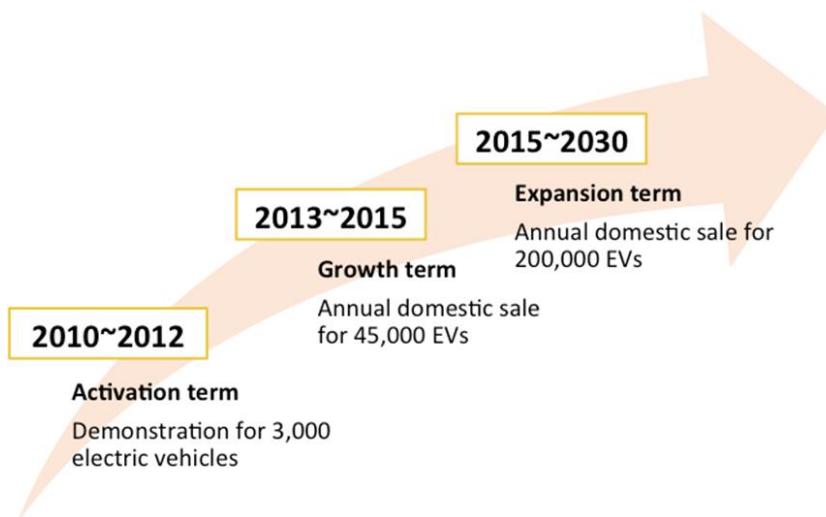 2015~2030
Expansion term
Annual domestic sale for
200,000 EVs
2013~2015
Growth term
Annual domestic sale
for 45,000 EVs
2010~2012
Activation term
Demonstration for 3,000
electric vehicles